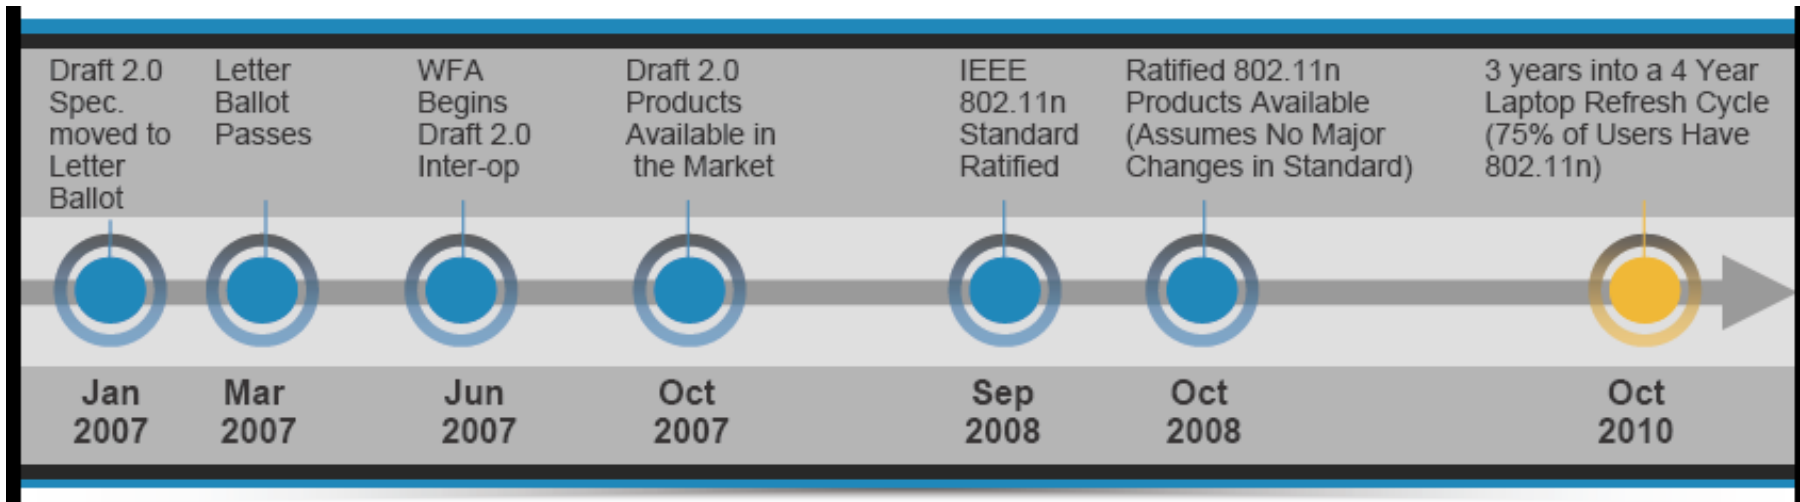 Draft 2.0
Spec.
moved to
Letter
Ballot
Letter
Ballot
Passes
WFA
Begins
Draft 2.0
Inter-op
Draft 2.0
Products
Available in
the Market
IEEE
802.11n
Standard
Ratified
Ratified 802.11n
Products Available
(Assumes No Major
Changes in Standard)
3 years into a 4 Year
Laptop Refresh Cycle
(75% of Users Have
802.11n)
Jan
2007
Mar
2007
Jun
2007
Oct
2007
Sep
2008
Oct
2008
Oct
2010